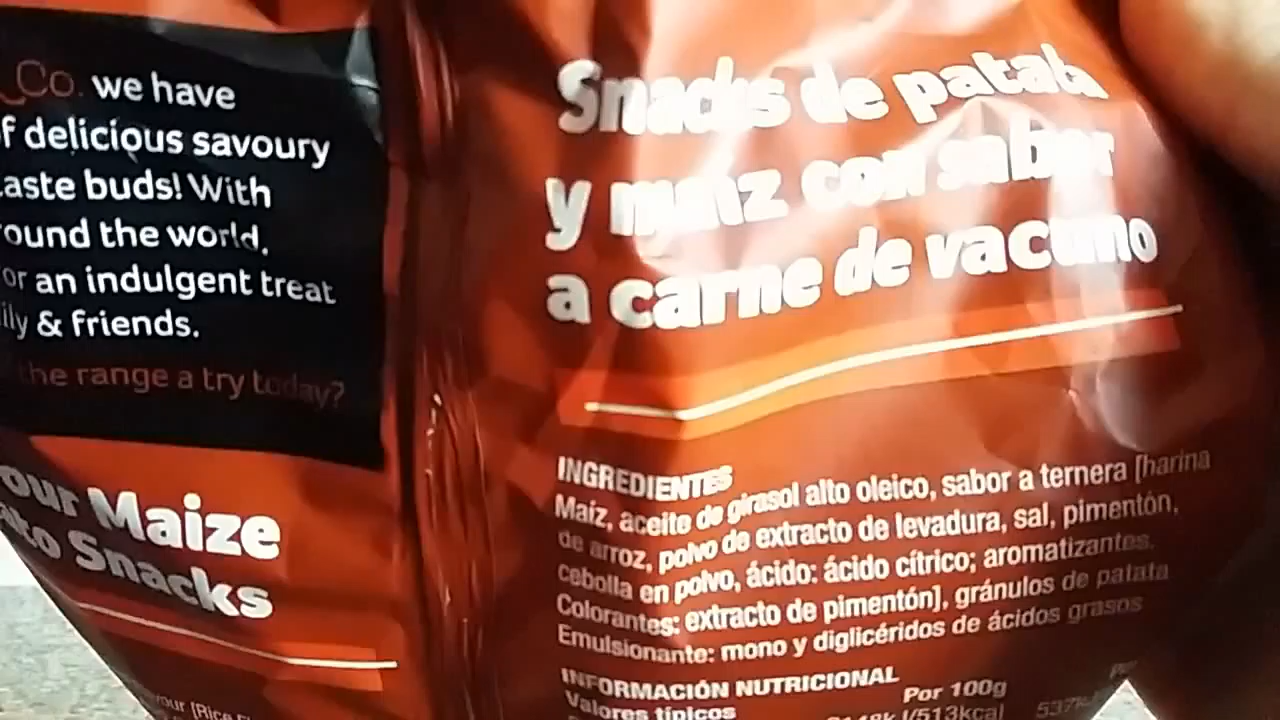 Co. we have
f delicious savoury
aste buds! With
ound the world,
or an indulgent treat
ily & friends.
the range a try today?
our Maize
to Snacks
Snacks de patata
y maíz con sabor
a carne de vacuno
INGREDIENTES
Maíz, aceite de girasol alto oleico, sabor a ternera [harina
de arroz, polvo de extracto de levadura, sal, pimentón,
cebolla en polvo, ácido: ácido cítrico; aromatizantes.
Colorantes: extracto de pimentón], gránulos de patata
Emulsionante: mono y diglicéridos de ácidos grasos
INFORMACIÓN NUTRICIONAL
Valores típicos Por 100g
/513kcal